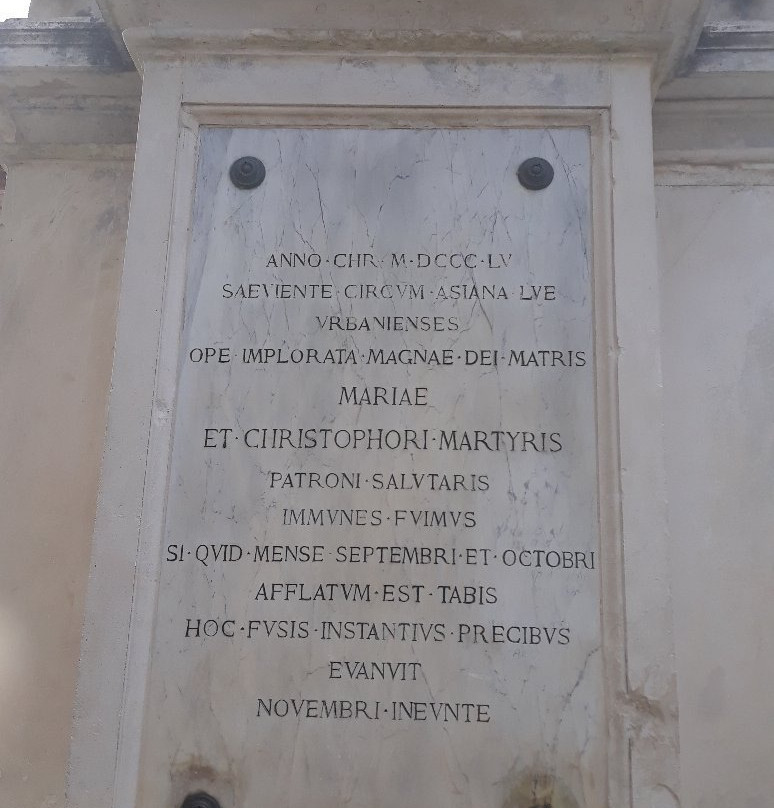 ANNO·CHR·M·DCCC·LV
SAEVIENTE·CIRCVM·ASIANA·LVE
VRBANIENSES
OPE·IMPLORATA·MAGNAE·DEI·MATRIS
MARIAE
ET·CHRISTOPHORI·MARTYRIS
PATRONI·SALVTARIS
IMMVNES·FVIMVS
SI·QVID·MENSE·SEPTEMBRI·ET·OCTOBRI
AFFLATVM·EST·TABIS
HOC·FVSIS·INSTANTIVS·PRECIBVS
EVANVIT
NOVEMBRI·INEVNTE